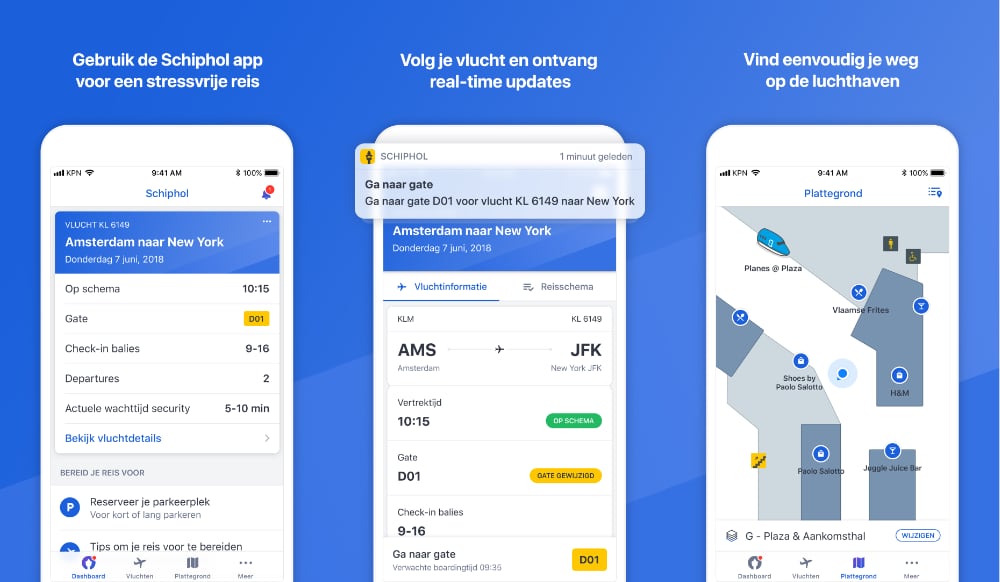 Gebruik de Schiphol app
voor een stressvrije reis
KPN 9:41 AM 100%
Schiphol
VLUCHT KL 6149
Amsterdam naar New York
Donderdag 7 juni, 2018
Op schema 10:15
Gate D01
Check-in balies 9-16
Departures 2
Actuele wachttijd security 5-10 min
Bekijk vluchtdetails
BEREID JE REIS VOOR
P Reserveer je parkeerplek
Voor kort of lang parkeren
Tips om je reis voor te bereiden
Dashboard Vluchten Plattegrond Meer
Volg je vlucht en ontvang
real-time updates
SCHIPHOL 1 minuut geleden
Ga naar gate
Ga naar gate D01 voor vlucht KL 6149 naar New York
Amsterdam naar New York
Donderdag 7 juni, 2018
Vluchtinformatie Reisschema
KLM KL 6149
AMS JFK
Amsterdam New York JFK
Vertrektijd
10:15 OP SCHEMA
Gate
D01 GATE GEWIJZIGD
Check-in balies
9-16
Ga naar gate
Verwachte boardingtijd 09:35
D01
Vind eenvoudig je weg
op de luchthaven
KPN 9:41 AM 100%
Plattegrond
Planes @ Plaza
Vlaamse Frites
Shoes by
Paolo Salotto
H&M
Paolo Salotto
Juggle Juice Bar
G - Plaza & Aankomsthal WIJZIGEN
Dashboard Vluchten Plattegrond Meer